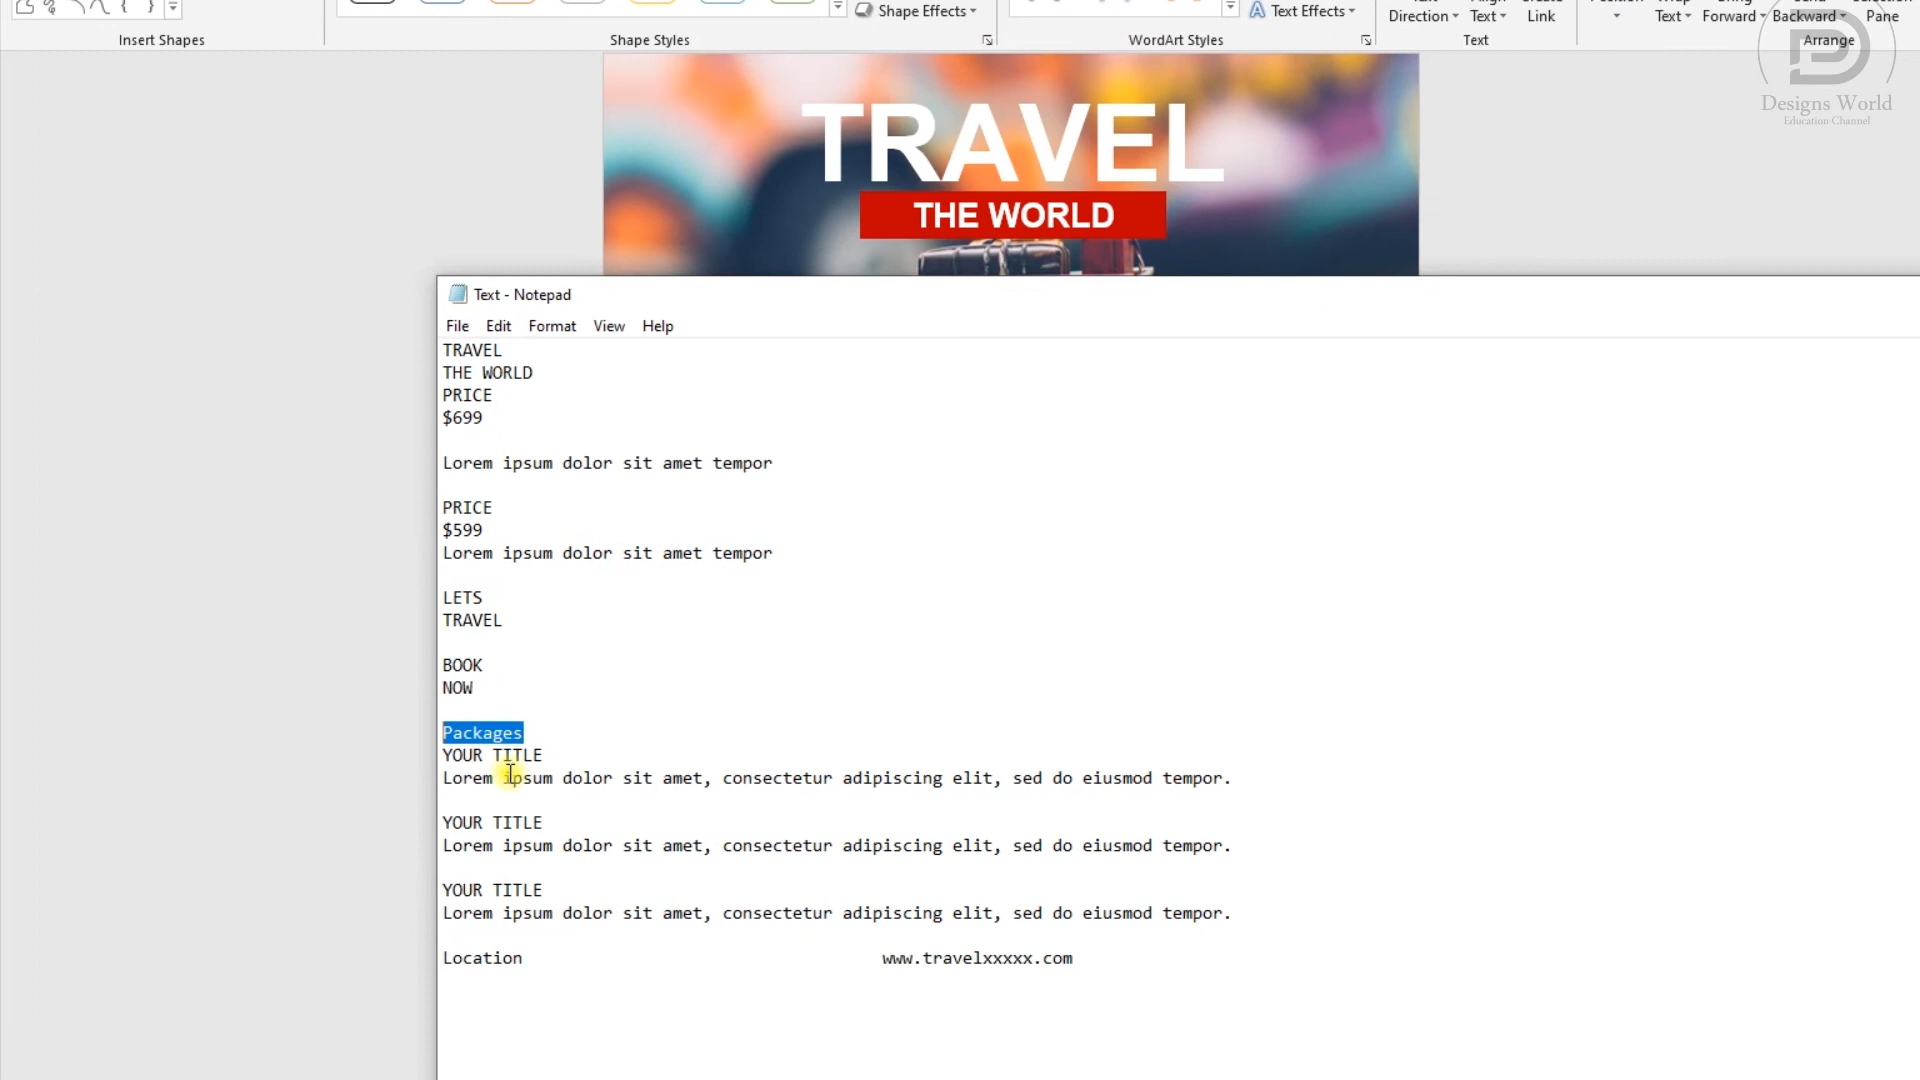 Shape Effects
Text Effects
Direction
Text
Link
Text
Forward
Backward
Pane
Insert Shapes
Shape Styles
WordArt Styles
Text
Arrange
Designs World
Education Channel
TRAVEL
THE WORLD
Text - Notepad
File Edit Format View Help
TRAVEL
THE WORLD
PRICE
$699
Lorem ipsum dolor sit amet tempor
PRICE
$599
Lorem ipsum dolor sit amet tempor
LETS
TRAVEL
BOOK
NOW
Packages
YOUR TITLE
Lorem ipsum dolor sit amet, consectetur adipiscing elit, sed do eiusmod tempor.
YOUR TITLE
Lorem ipsum dolor sit amet, consectetur adipiscing elit, sed do eiusmod tempor.
YOUR TITLE
Lorem ipsum dolor sit amet, consectetur adipiscing elit, sed do eiusmod tempor.
Location www.travelxxxxx.com